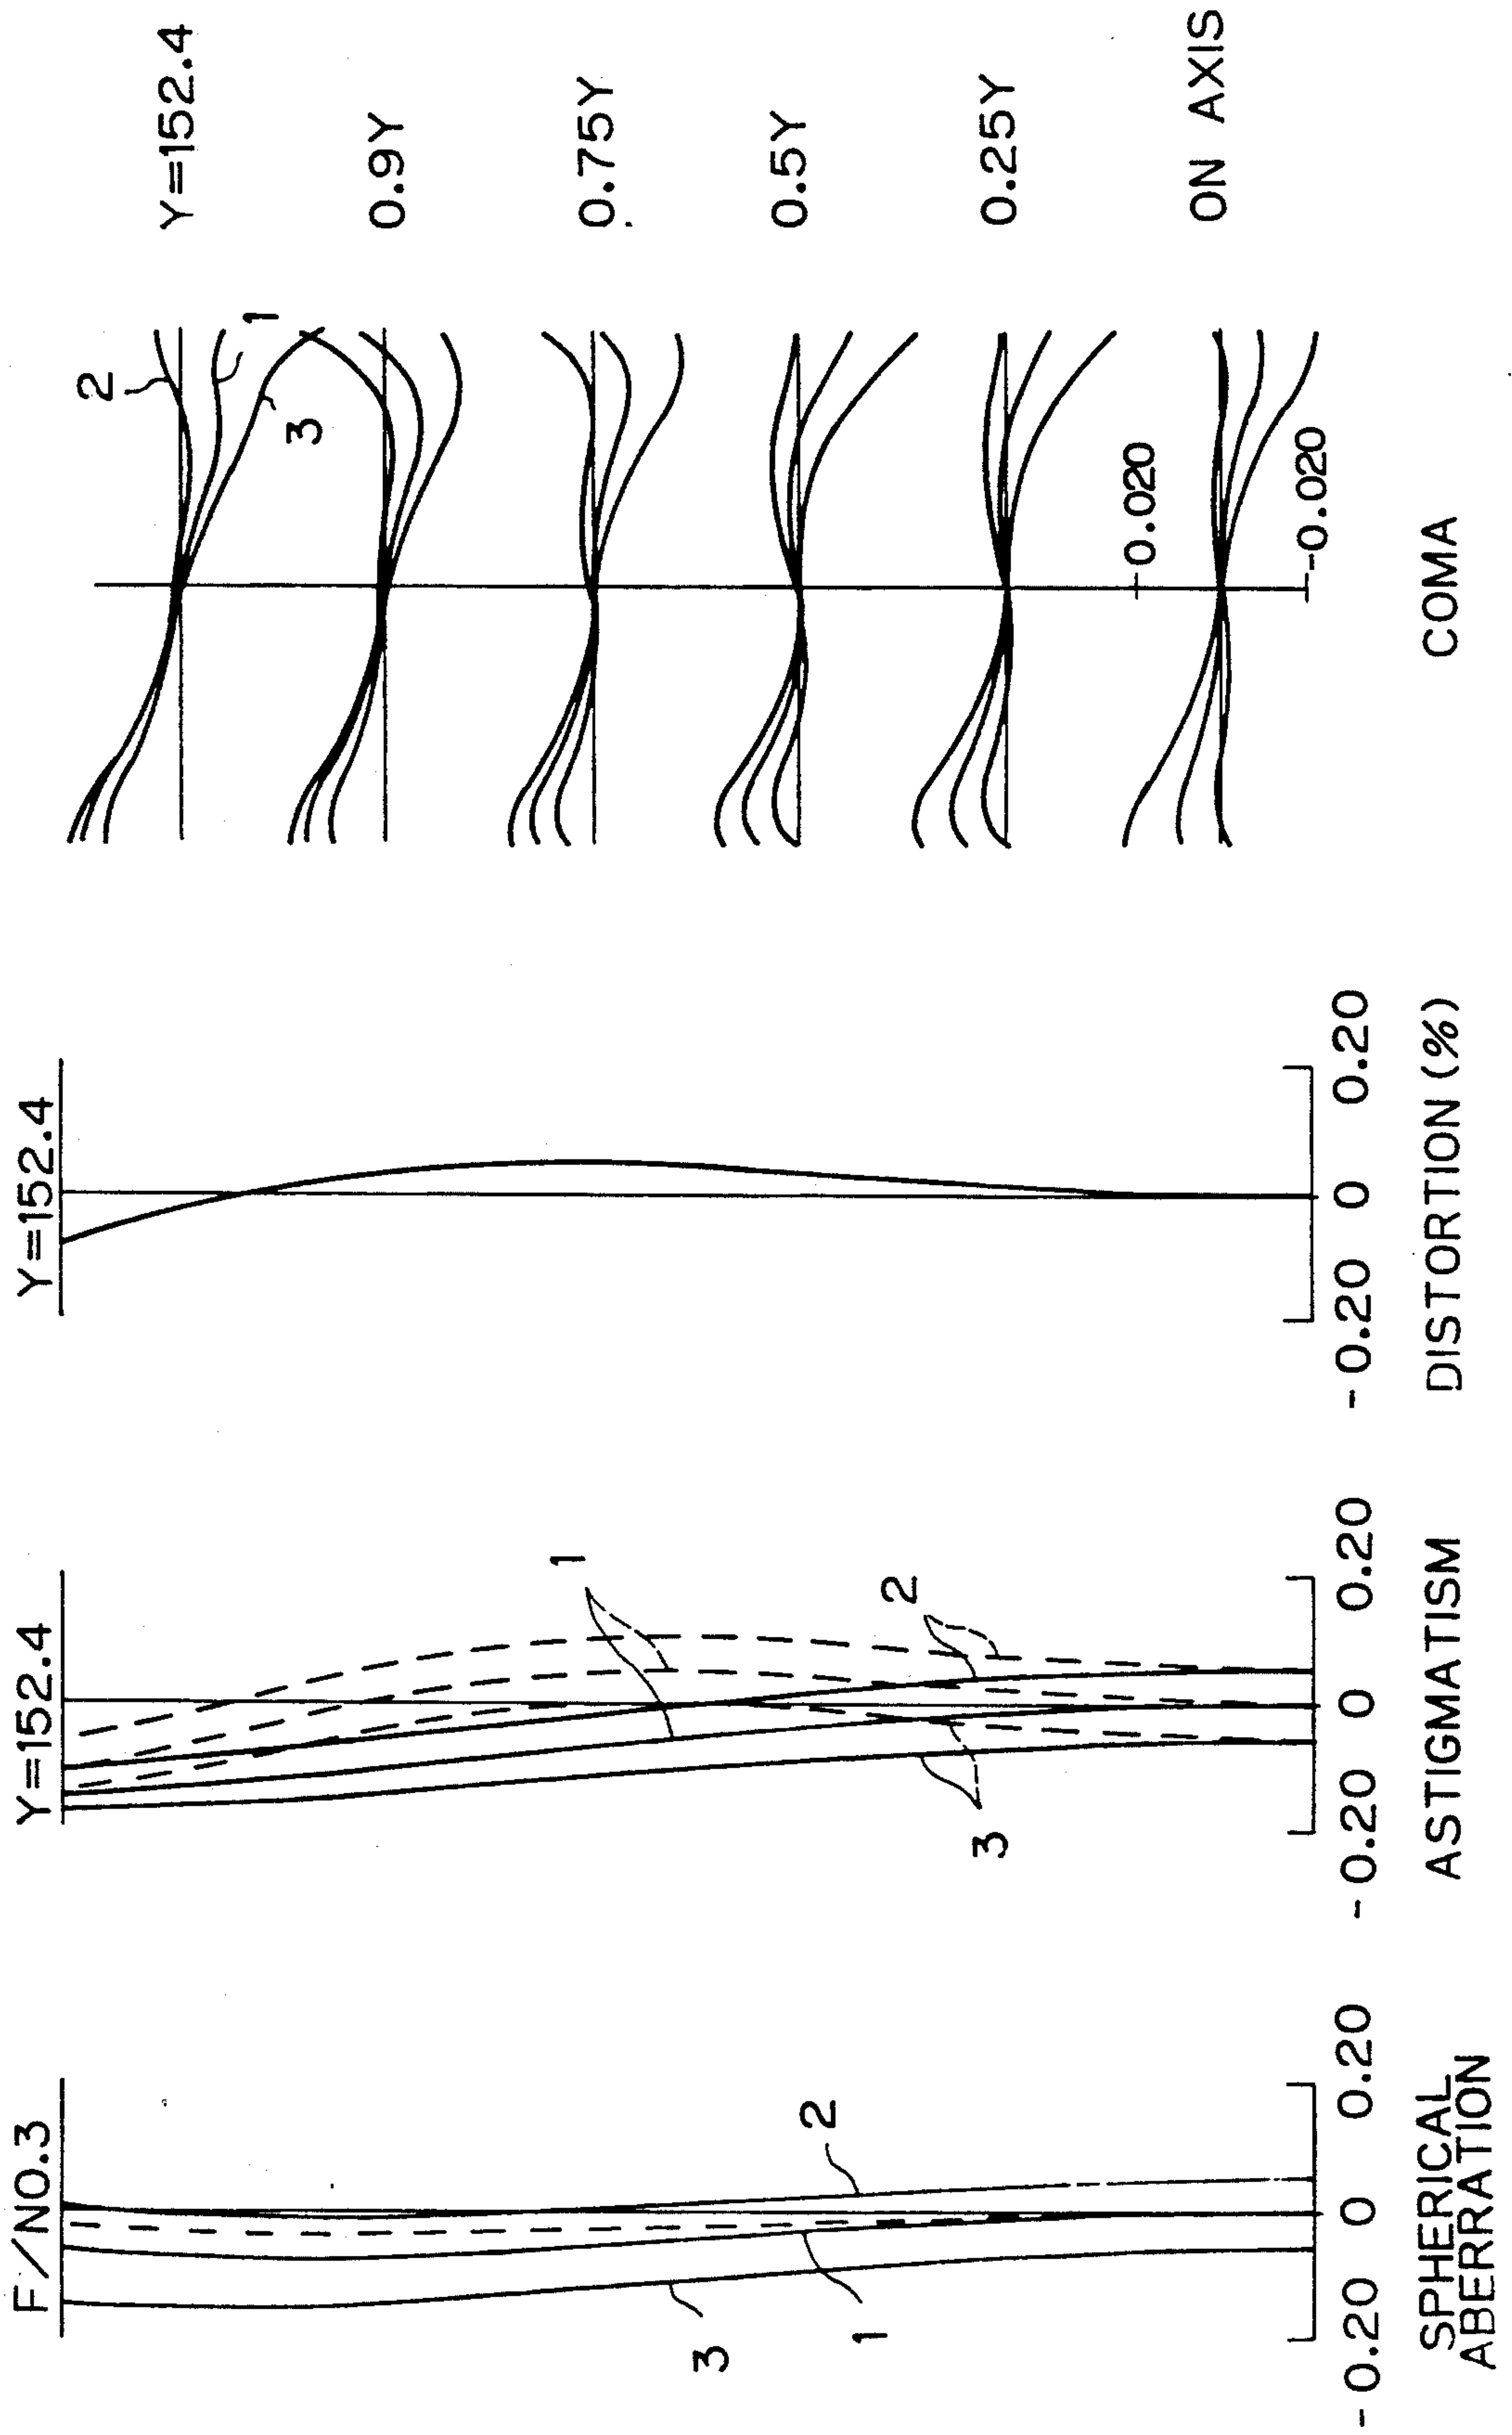 F/NO.3
3
1
2
-0.20 0 0.20
SPHERICAL
ABERRATION
Y=152.4
1
2
3
-0.20 0 0.20
ASTIGMATISM
Y=152.4
-0.20 0 0.20
DISTORTION (%)
2
1
3
Y=152.4
0.9Y
0.75Y
0.5Y
0.25Y
0.020
ON AXIS
-0.020
COMA